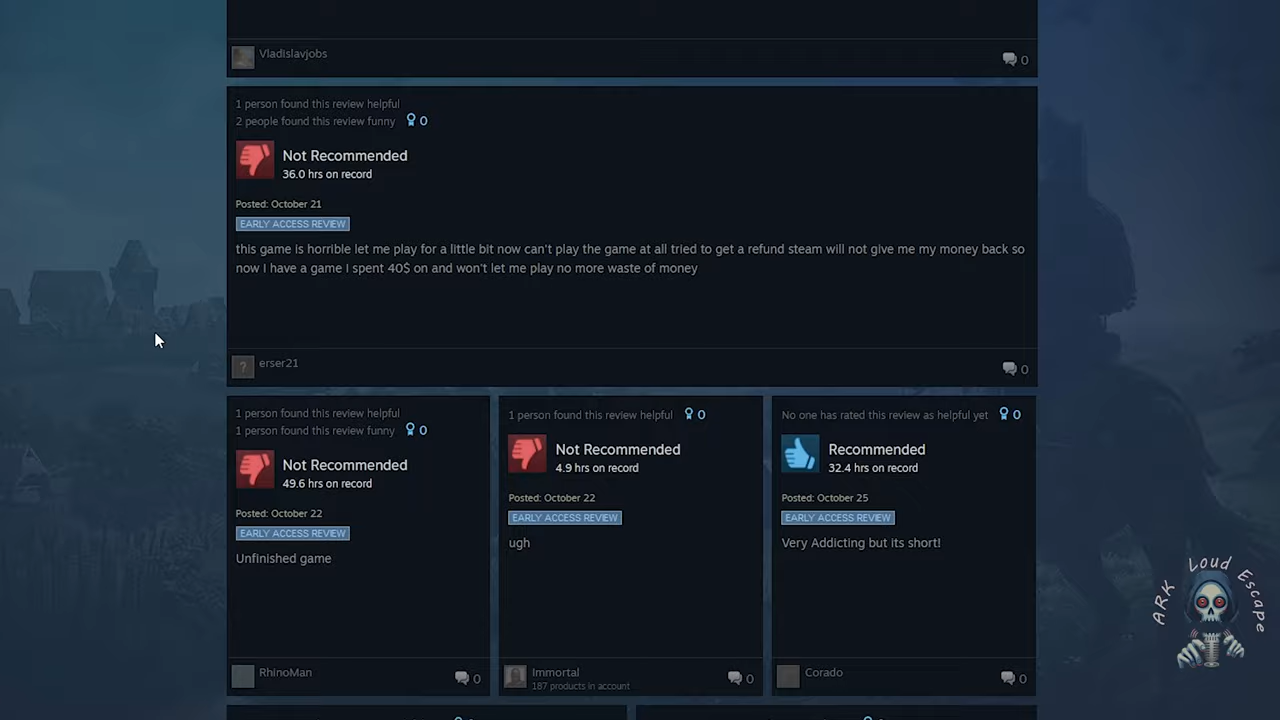 Vladislavjobs
0
1 person found this review helpful
2 people found this review funny 0
Not Recommended
36.0 hrs on record
Posted: October 21
EARLY ACCESS REVIEW
this game is horrible let me play for a little bit now can't play the game at all tried to get a refund steam will not give me my money back so
now I have a game I spent 40$ on and won't let me play no more waste of money
erser21
0
1 person found this review helpful
1 person found this review funny 0
Not Recommended
49.6 hrs on record
Posted: October 22
EARLY ACCESS REVIEW
Unfinished game
RhinoMan
0
1 person found this review helpful 0
Not Recommended
4.9 hrs on record
Posted: October 22
EARLY ACCESS REVIEW
ugh
Immortal
187 products in account
0
No one has rated this review as helpful yet 0
Recommended
32.4 hrs on record
Posted: October 25
EARLY ACCESS REVIEW
Very Addicting but its short!
Corado
0
ARK Loud Escape